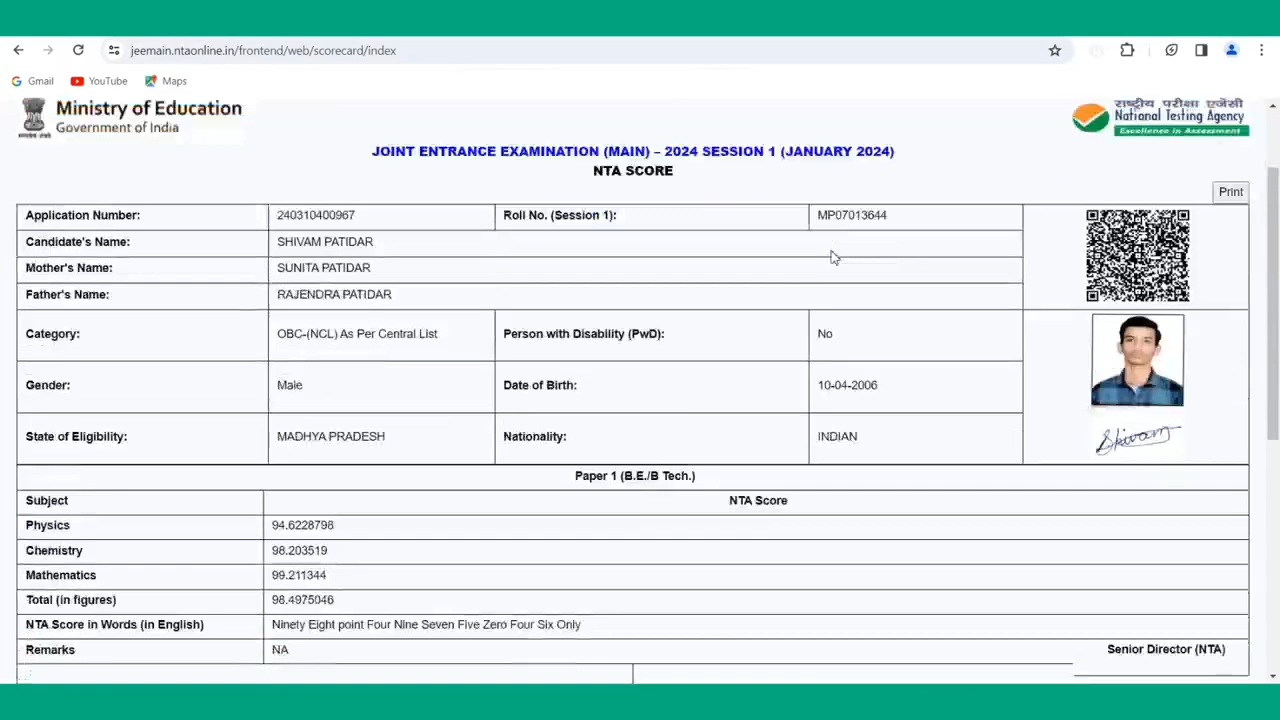 jeemain.ntaonline.in/frontend/web/scorecard/index
Gmail YouTube Maps
Ministry of Education
Government of India
राष्ट्रीय परीक्षा एजेंसी
National Testing Agency
Excellence in Assessment
JOINT ENTRANCE EXAMINATION (MAIN) – 2024 SESSION 1 (JANUARY 2024)
NTA SCORE
Print
Application Number: 240310400967 Roll No. (Session 1): MP07013644
Candidate's Name: SHIVAM PATIDAR
Mother's Name: SUNITA PATIDAR
Father's Name: RAJENDRA PATIDAR
Category: OBC-(NCL) As Per Central List Person with Disability (PwD): No
Gender: Male Date of Birth: 10-04-2006
State of Eligibility: MADHYA PRADESH Nationality: INDIAN
Shivam
Paper 1 (B.E./B Tech.)
Subject NTA Score
Physics 94.6228798
Chemistry 98.203519
Mathematics 99.211344
Total (in figures) 98.4975046
NTA Score in Words (in English) Ninety Eight point Four Nine Seven Five Zero Four Six Only
Remarks NA
Senior Director (NTA)